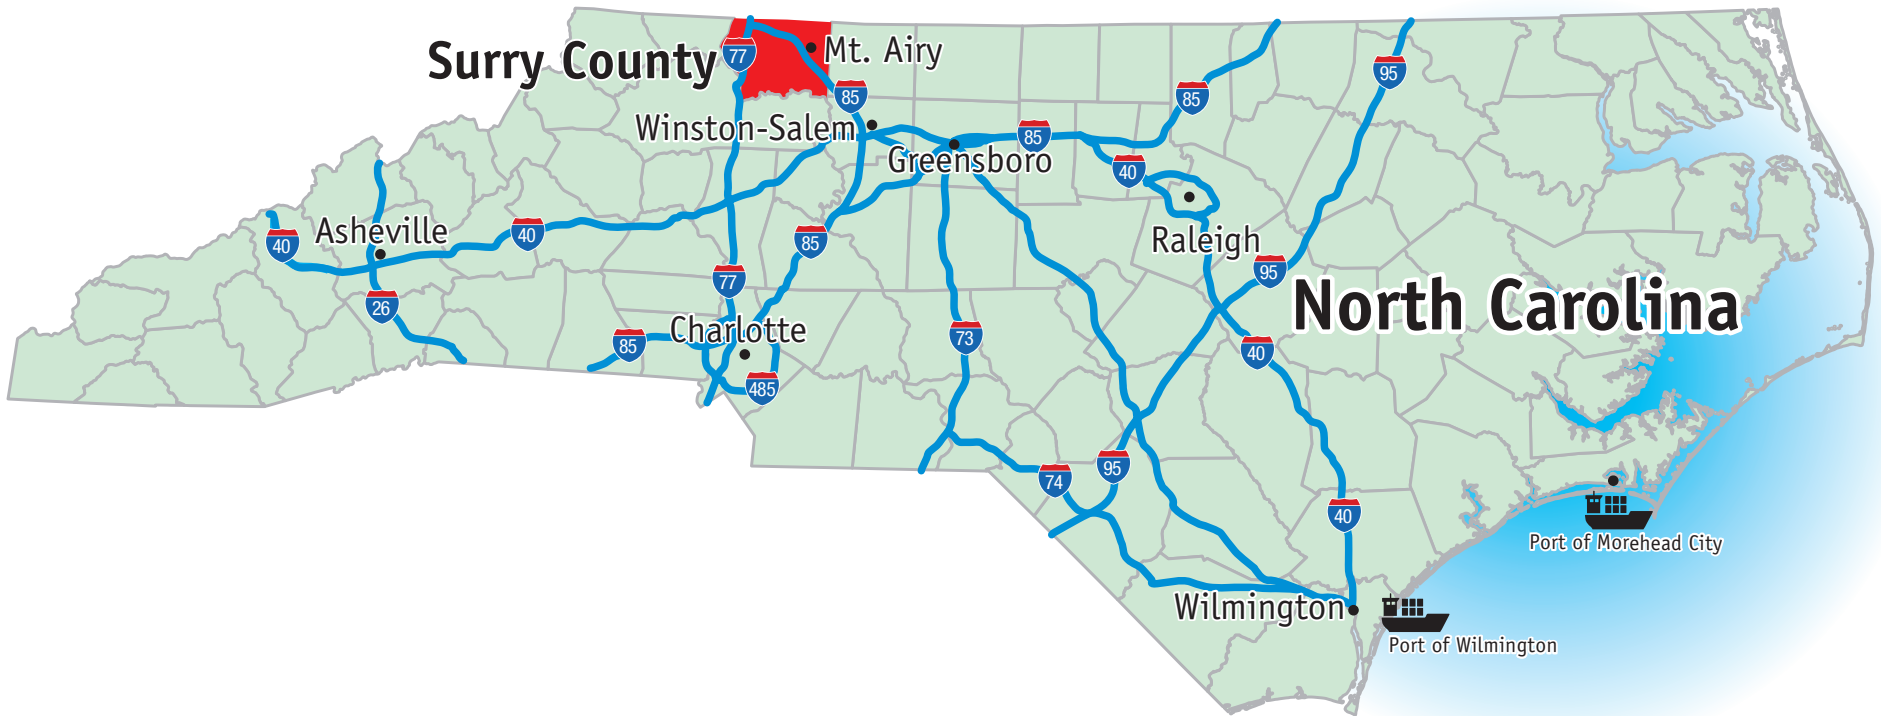 Surry County
77
Mt. Airy
85
85
95
Winston-Salem
85
Greensboro
40
Raleigh
Asheville
40
40
85
95
77
26
North Carolina
Charlotte
85
73
40
485
74
95
40
Port of Morehead City
Wilmington
Port of Wilmington